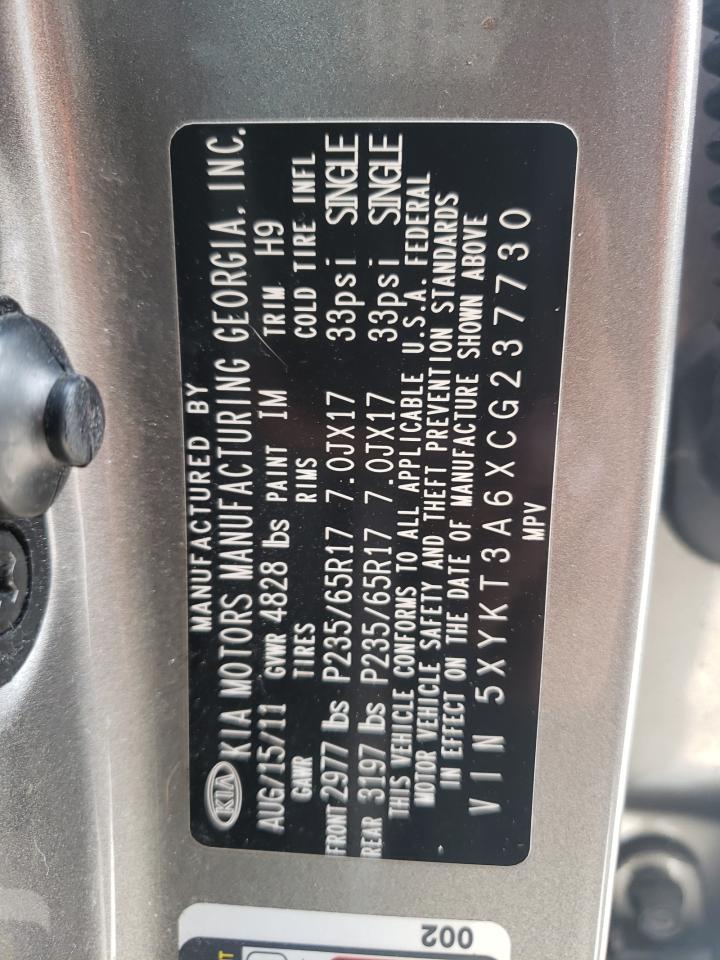 MANUFACTURED BY
KIA KIA MOTORS MANUFACTURING GEORGIA, INC.
AUG/15/11 GVWR 4828 lbs PAINT IM TRIM H9
GAWR TIRES RIMS COLD TIRE INFL
FRONT 2977 lbs P235/65R17 7.0JX17 33psi SINGLE
REAR 3197 lbs P235/65R17 7.0JX17 33psi SINGLE
THIS VEHICLE CONFORMS TO ALL APPLICABLE U.S.A. FEDERAL
MOTOR VEHICLE SAFETY AND THEFT PREVENTION STANDARDS
IN EFFECT ON THE DATE OF MANUFACTURE SHOWN ABOVE
VIN 5XYKT3A6XCG237730
MPV
002